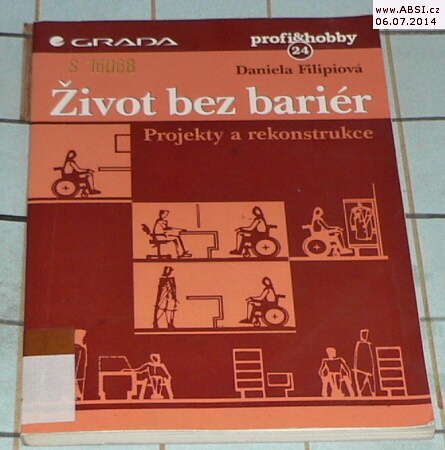 www.ABSI.cz
06.07.2014
GRADA
profi&hobby
24
S 16068
Daniela Filipiová
Život bez bariér
Projekty a rekonstrukce